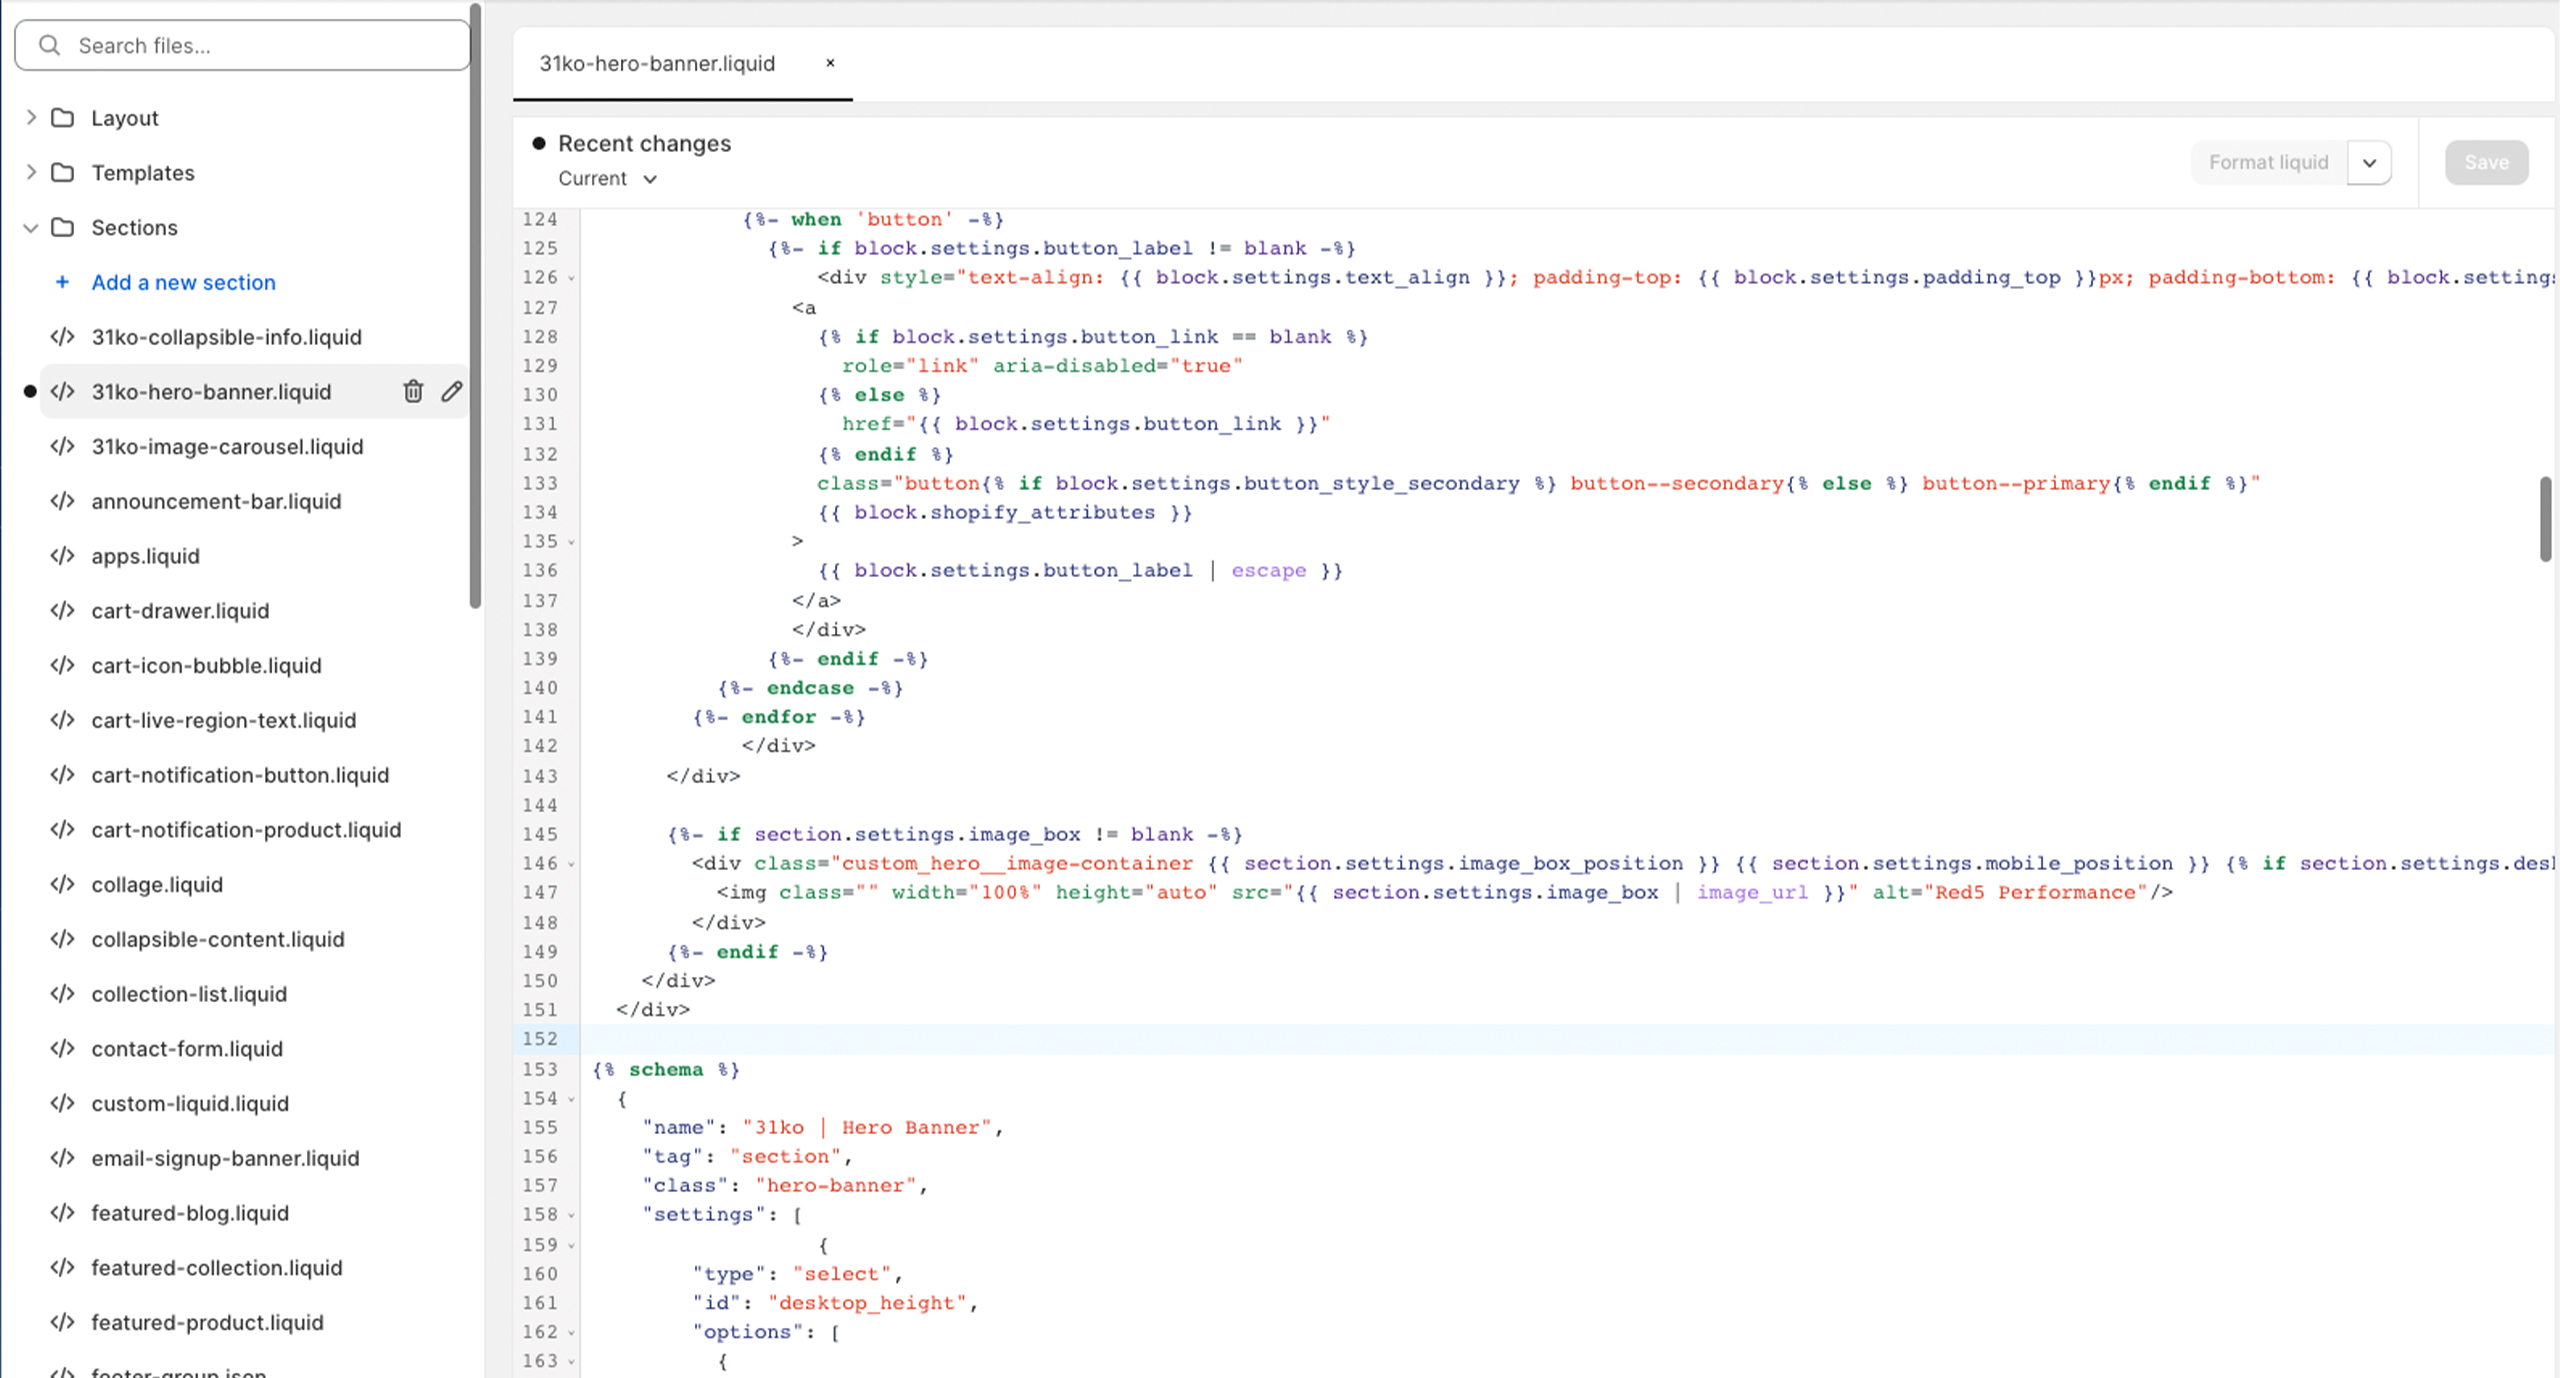 Search files...
Layout
Templates
Sections
+ Add a new section
31ko-collapsible-info.liquid
31ko-hero-banner.liquid
31ko-image-carousel.liquid
announcement-bar.liquid
apps.liquid
cart-drawer.liquid
cart-icon-bubble.liquid
cart-live-region-text.liquid
cart-notification-button.liquid
cart-notification-product.liquid
collage.liquid
collapsible-content.liquid
collection-list.liquid
contact-form.liquid
custom-liquid.liquid
email-signup-banner.liquid
featured-blog.liquid
featured-collection.liquid
featured-product.liquid
footer-group.json
31ko-hero-banner.liquid ×
Recent changes
Current
Format liquid
Save
124 {%- when 'button' -%}
125 {%- if block.settings.button_label != blank -%}
126 <div style="text-align: {{ block.settings.text_align }}; padding-top: {{ block.settings.padding_top }}px; padding-bottom: {{ block.settings
127 <a
128 {% if block.settings.button_link == blank %}
129 role="link" aria-disabled="true"
130 {% else %}
131 href="{{ block.settings.button_link }}"
132 {% endif %}
133 class="button{% if block.settings.button_style_secondary %} button--secondary{% else %} button--primary{% endif %}"
134 {{ block.shopify_attributes }}
135 >
136 {{ block.settings.button_label | escape }}
137 </a>
138 </div>
139 {%- endif -%}
140 {%- endcase -%}
141 {%- endfor -%}
142 </div>
143 </div>
144
145 {%- if section.settings.image_box != blank -%}
146 <div class="custom_hero__image-container {{ section.settings.image_box_position }} {{ section.settings.mobile_position }} {% if section.settings.des
147 <img class="" width="100%" height="auto" src="{{ section.settings.image_box | image_url }}" alt="Red5 Performance"/>
148 </div>
149 {%- endif -%}
150 </div>
151 </div>
152
153 {% schema %}
154 {
155 "name": "31ko | Hero Banner",
156 "tag": "section",
157 "class": "hero-banner",
158 "settings": [
159 {
160 "type": "select",
161 "id": "desktop_height",
162 "options": [
163 {